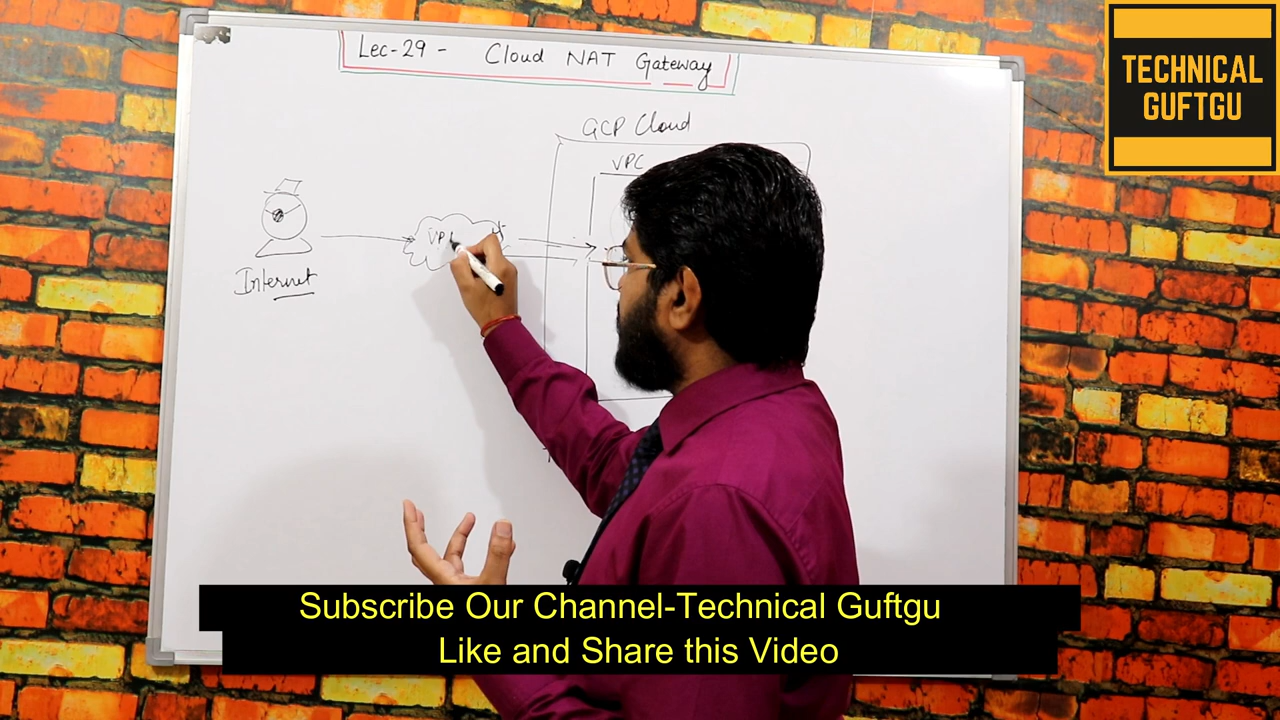 Lec-29 - Cloud NAT Gateway
TECHNICAL
GUFTGU
GCP Cloud
VPC
Internet
Subscribe Our Channel-Technical Guftgu
Like and Share this Video